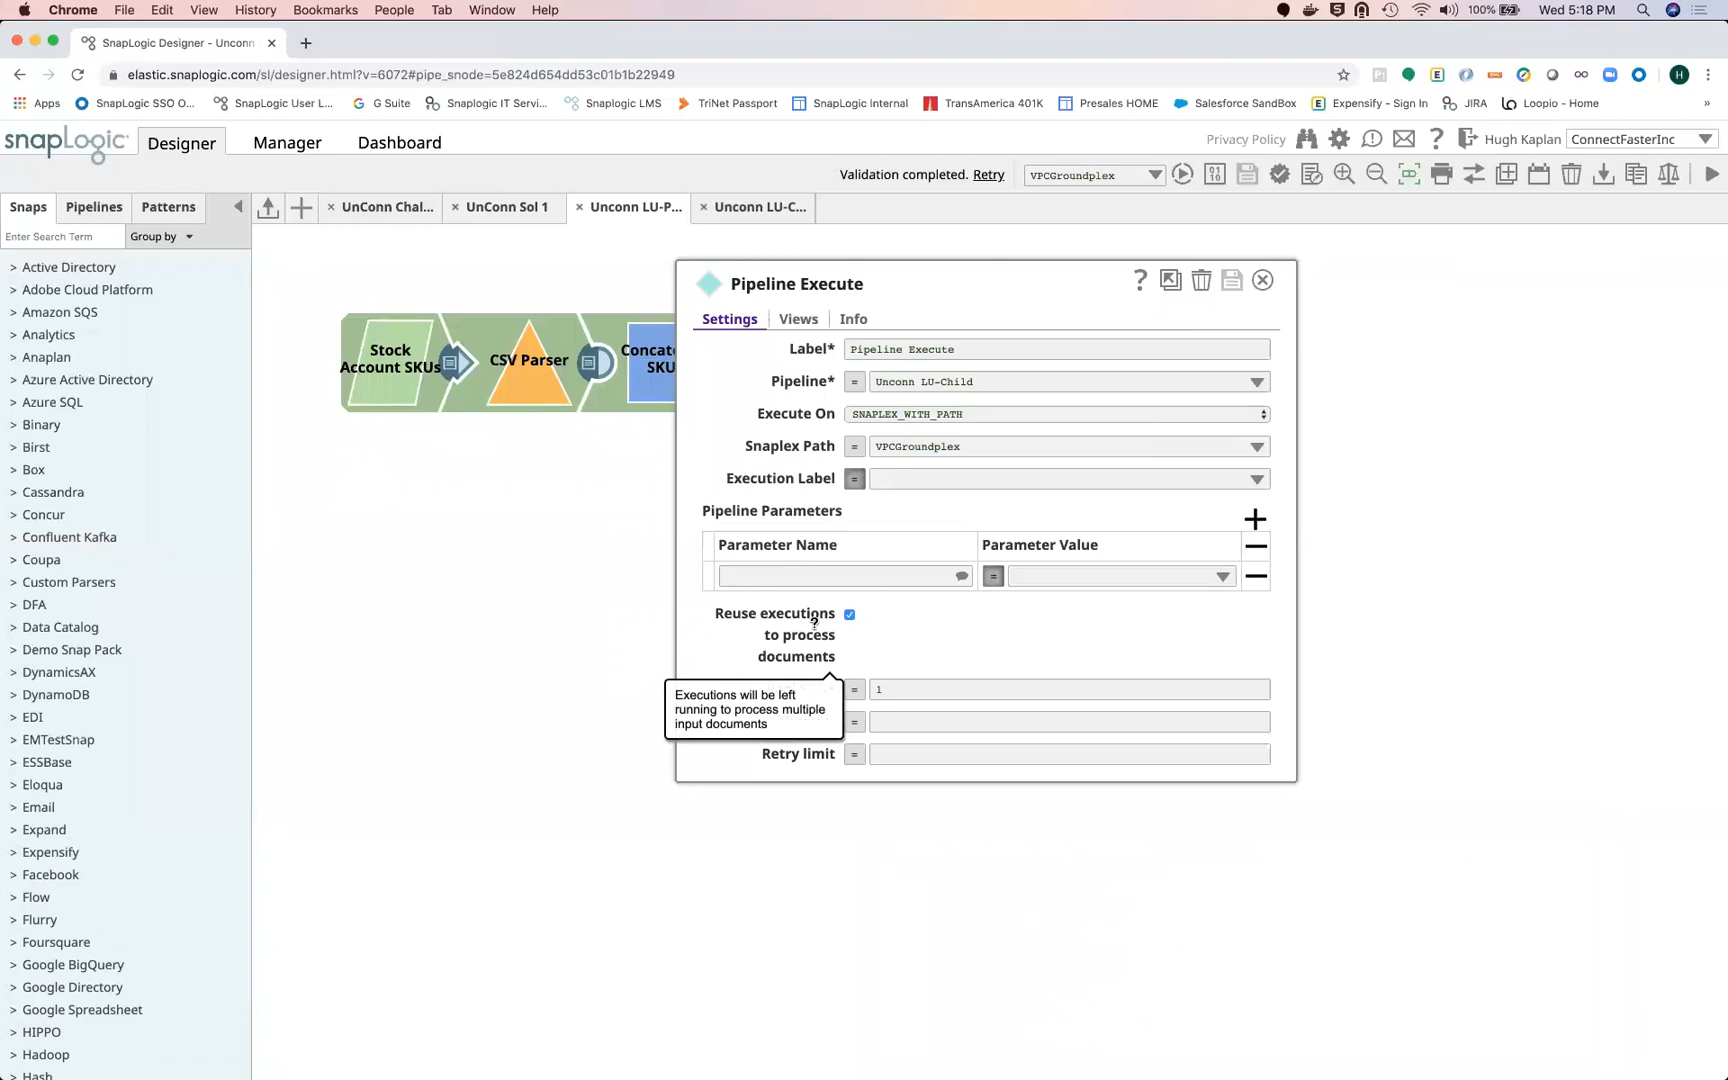 Chrome File Edit View History Bookmarks People Tab Window Help 100% Wed 5:18 PM
SnapLogic Designer - Unconn
elastic.snaplogic.com/sl/designer.html?v=6072#pipe_snode=5e824d654dd53c01b1b22949 H
Apps SnapLogic SSO O... SnapLogic User L... G Suite Snaplogic IT Servi... Snaplogic LMS TriNet Passport SnapLogic Internal TransAmerica 401K Presales HOME Salesforce SandBox Expensify - Sign In JIRA Loopio - Home »
snapLogic Designer Manager Dashboard Privacy Policy Hugh Kaplan ConnectFasterInc
Validation completed. Retry VPCGroundplex
Snaps Pipelines Patterns UnConn Chal... UnConn Sol 1 Unconn LU-P... Unconn LU-C...
Enter Search Term Group by
> Active Directory
> Adobe Cloud Platform
> Amazon SQS
> Analytics
> Anaplan
> Azure Active Directory
> Azure SQL
> Binary
> Birst
> Box
> Cassandra
> Concur
> Confluent Kafka
> Coupa
> Custom Parsers
> DFA
> Data Catalog
> Demo Snap Pack
> DynamicsAX
> DynamoDB
> EDI
> EMTestSnap
> ESSBase
> Eloqua
> Email
> Expand
> Expensify
> Facebook
> Flow
> Flurry
> Foursquare
> Google BigQuery
> Google Directory
> Google Spreadsheet
> HIPPO
> Hadoop
> Hash
Stock
Account SKUs
CSV Parser
Concate
SKU
Pipeline Execute
Settings Views Info
Label* Pipeline Execute
Pipeline* = Unconn LU-Child
Execute On SNAPLEX_WITH_PATH
Snaplex Path = VPCGroundplex
Execution Label =
Pipeline Parameters
Parameter Name Parameter Value
=
Reuse executions
to process
documents
= 1
=
Executions will be left
running to process multiple
input documents
Retry limit =